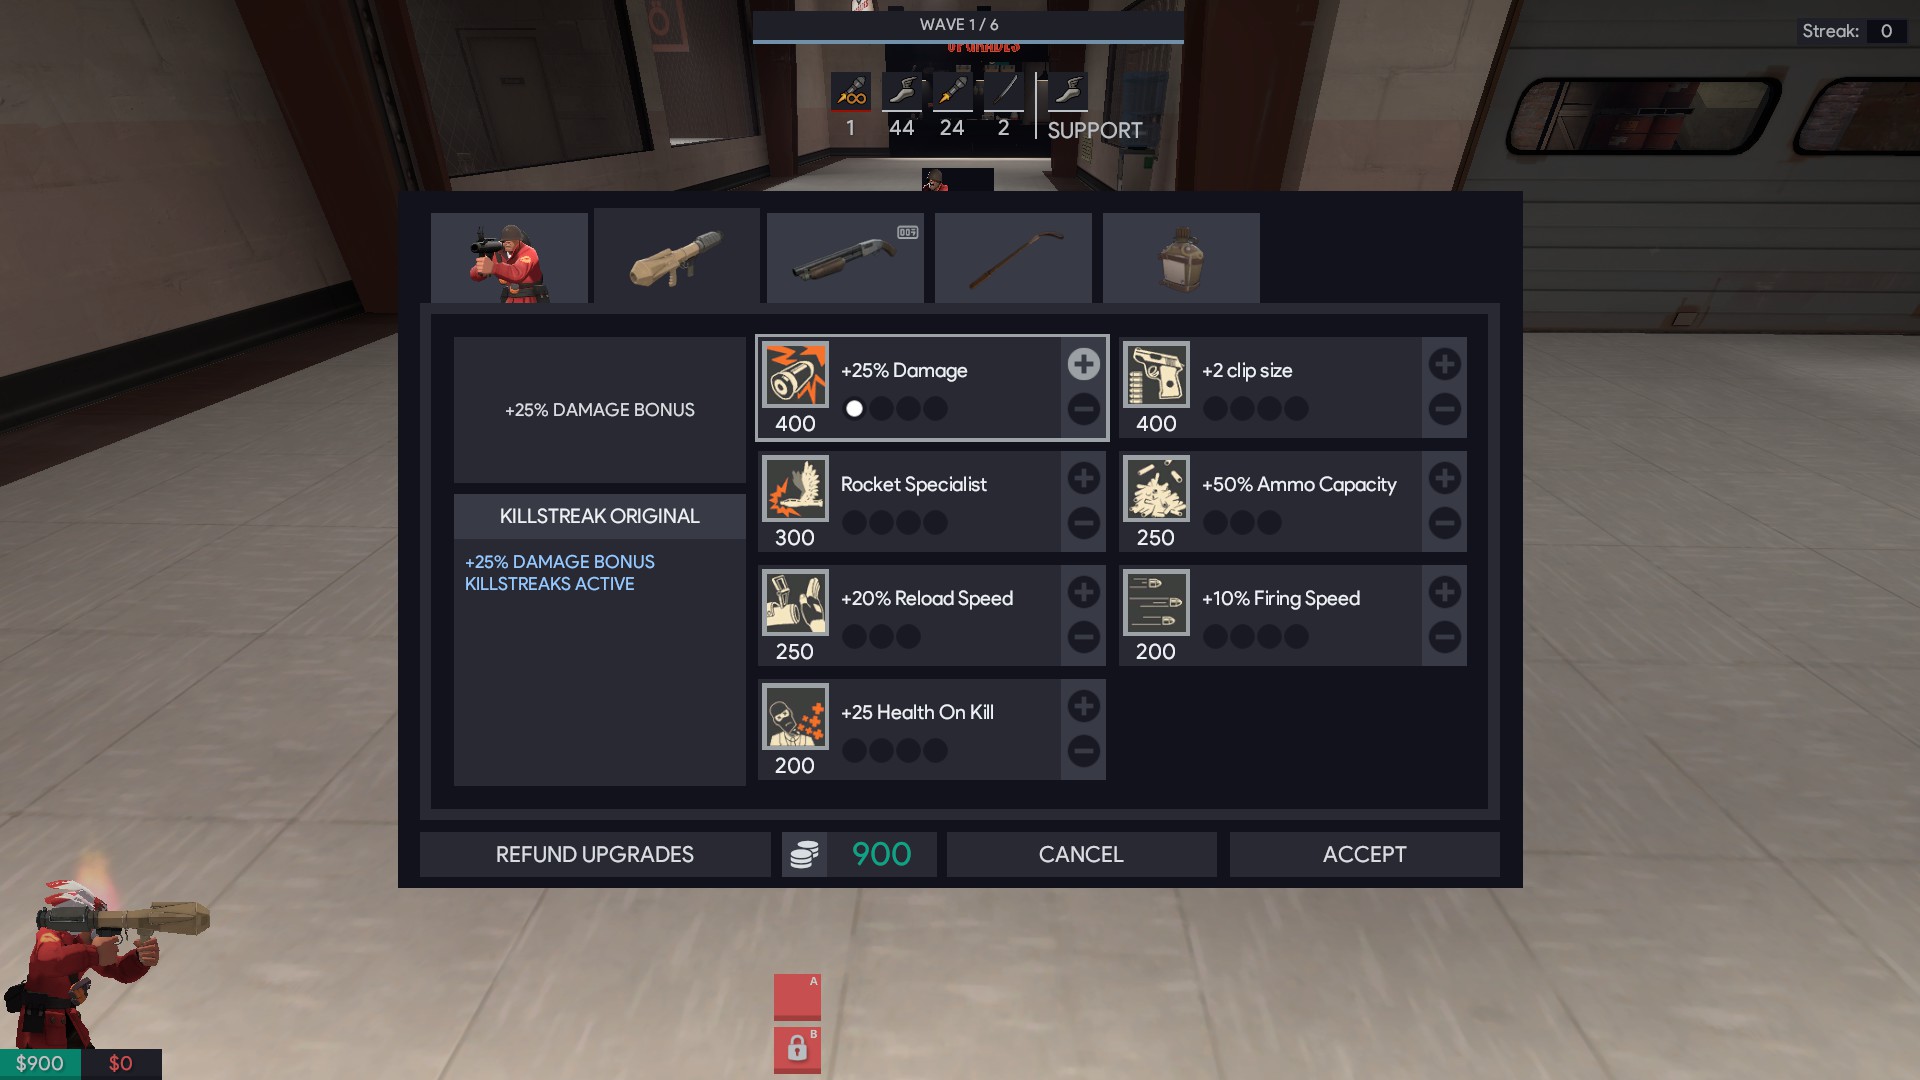 WAVE 1 / 6
Streak: 0
UPGRADES
1 44 24 2 SUPPORT
+25% DAMAGE BONUS
KILLSTREAK ORIGINAL
+25% DAMAGE BONUS
KILLSTREAKS ACTIVE
+25% Damage
400
+2 clip size
400
Rocket Specialist
300
+50% Ammo Capacity
250
+20% Reload Speed
250
+10% Firing Speed
200
+25 Health On Kill
200
REFUND UPGRADES
900
CANCEL
ACCEPT
A
B
$900 $0